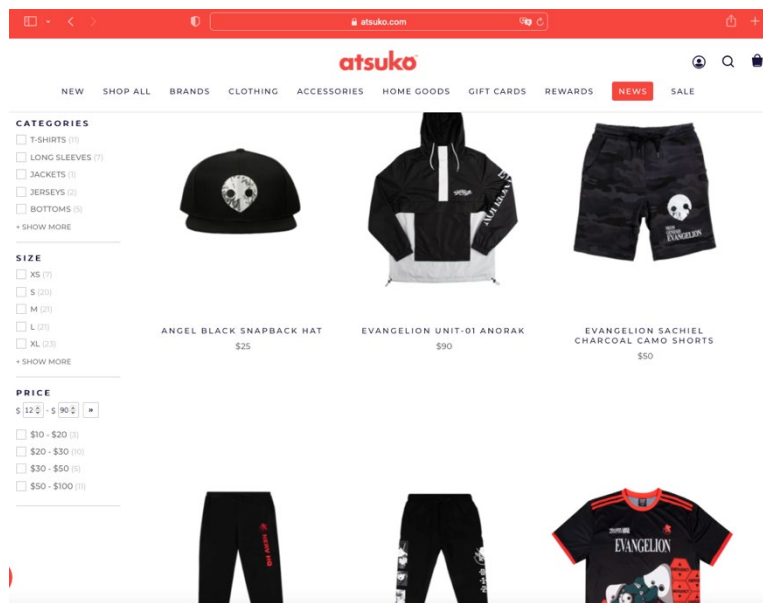 atsuko.com
atsuko
NEW SHOP ALL BRANDS CLOTHING ACCESSORIES HOME GOODS GIFT CARDS REWARDS NEWS SALE
CATEGORIES
T-SHIRTS (11)
LONG SLEEVES (7)
JACKETS (1)
JERSEYS (2)
BOTTOMS (5)
+ SHOW MORE
SIZE
XS (7)
S (20)
M (21)
L (21)
XL (23)
+ SHOW MORE
PRICE
$ 12 - $ 90 »
$10 - $20 (3)
$20 - $30 (10)
$30 - $50 (5)
$50 - $100 (11)
EVANGELION
ANGEL BLACK SNAPBACK HAT
$25
EVANGELION UNIT-01 ANORAK
$90
EVANGELION SACHIEL
CHARCOAL CAMO SHORTS
$50
NERV HQ
EVANGELION